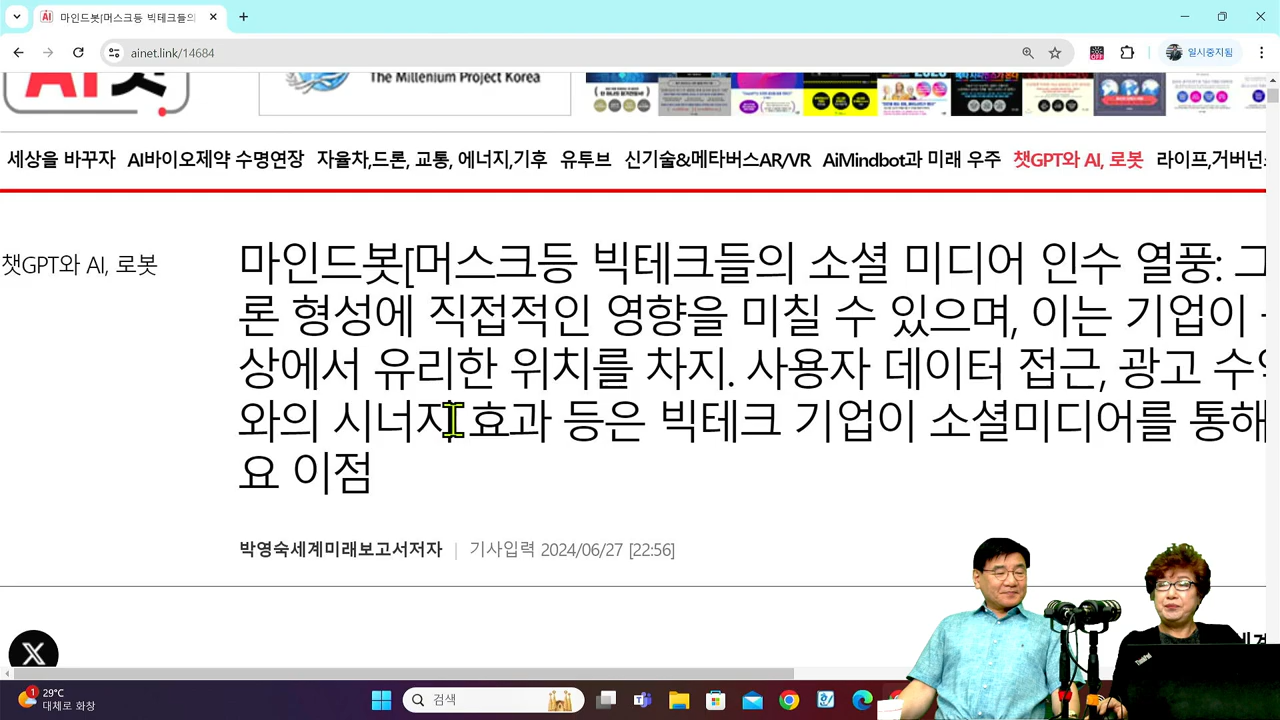 마인드봇[머스크등 빅테크들의
ainet.link/14684
OFF
일시중지됨
AI
The Millenium Project Korea
세상을 바꾸자 AI바이오제약 수명연장 자율차,드론, 교통, 에너지,기후 유투브 신기술&메타버스AR/VR AiMindbot과 미래 우주 챗GPT와 AI, 로봇 라이프,거버넌
챗GPT와 AI, 로봇
마인드봇[머스크등 빅테크들의 소셜 미디어 인수 열풍: 그
론 형성에 직접적인 영향을 미칠 수 있으며, 이는 기업이
상에서 유리한 위치를 차지. 사용자 데이터 접근, 광고 수익
와의 시너지 효과 등은 빅테크 기업이 소셜미디어를 통해
요 이점
박영숙세계미래보고서저자 | 기사입력 2024/06/27 [22:56]
X
1
29°C
대체로 화창
검색
ThinkPad